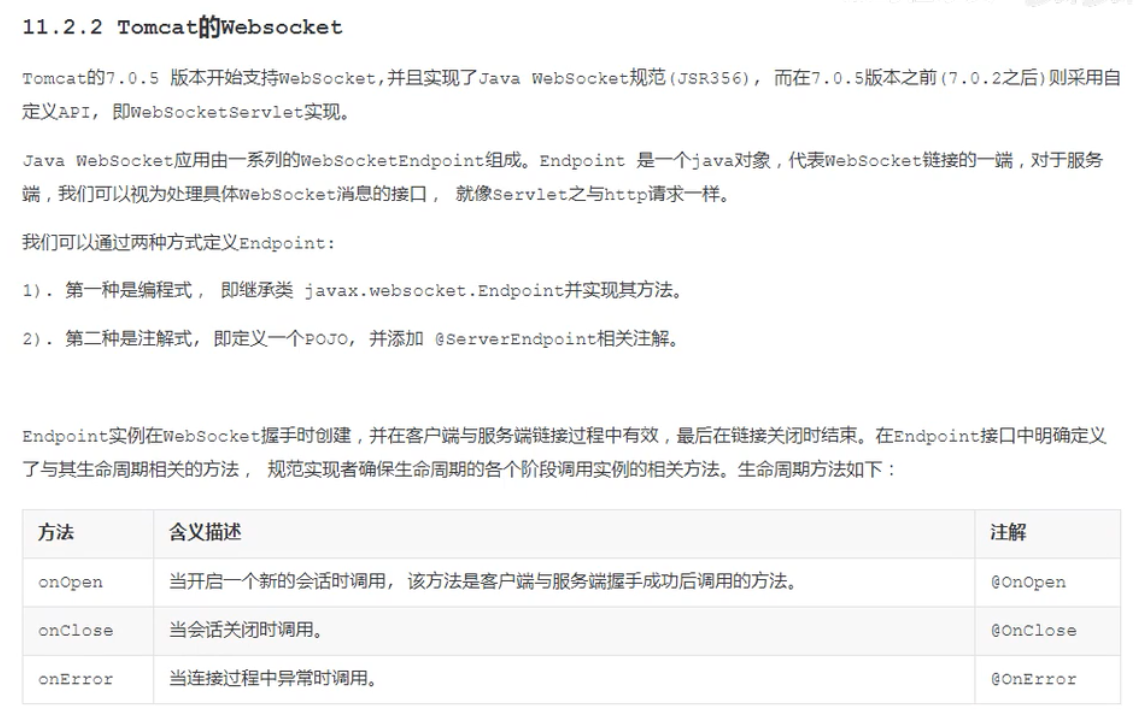 11.2.2 Tomcat的Websocket
Tomcat的7.0.5 版本开始支持WebSocket,并且实现了Java WebSocket规范(JSR356), 而在7.0.5版本之前(7.0.2之后)则采用自
定义API, 即WebSocketServlet实现。
Java WebSocket应用由一系列的WebSocketEndpoint组成。Endpoint 是一个java对象,代表WebSocket链接的一端,对于服务
端,我们可以视为处理具体WebSocket消息的接口, 就像Servlet之与http请求一样。
我们可以通过两种方式定义Endpoint:
1). 第一种是编程式, 即继承类 javax.websocket.Endpoint并实现其方法。
2). 第二种是注解式, 即定义一个POJO, 并添加 @ServerEndpoint相关注解。
Endpoint实例在WebSocket握手时创建,并在客户端与服务端链接过程中有效,最后在链接关闭时结束。在Endpoint接口中明确定义
了与其生命周期相关的方法, 规范实现者确保生命周期的各个阶段调用实例的相关方法。生命周期方法如下:
方法 含义描述 注解
onOpen 当开启一个新的会话时调用, 该方法是客户端与服务端握手成功后调用的方法。 @OnOpen
onClose 当会话关闭时调用。 @OnClose
onError 当连接过程中异常时调用。 @OnError